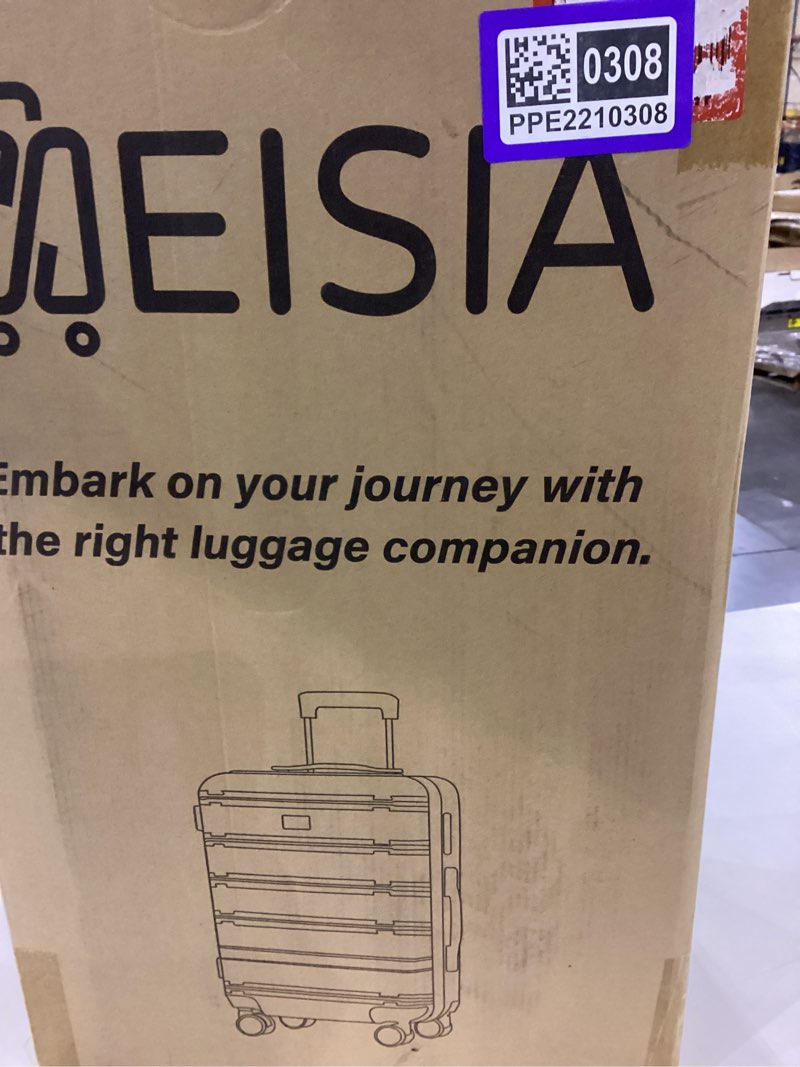 0308
PPE2210308
EISIA
Embark on your journey with
the right luggage companion.